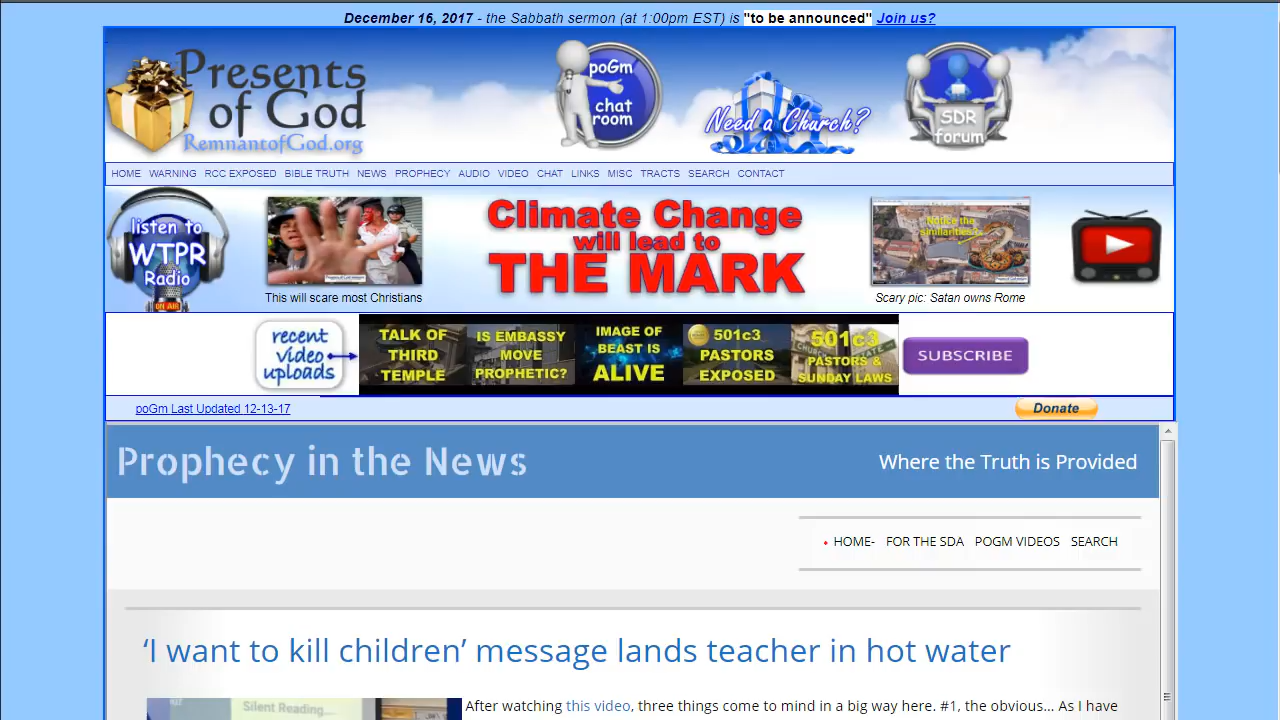 December 16, 2017 - the Sabbath sermon (at 1:00pm EST) is "to be announced" Join us?
Presents
of God
RemnantofGod.org
poGm
chat
room
Need a Church?
SDR
forum
HOME WARNING RCC EXPOSED BIBLE TRUTH NEWS PROPHECY AUDIO VIDEO CHAT LINKS MISC TRACTS SEARCH CONTACT
listen to
WTPR
Radio
ON AIR
This will scare most Christians
Climate Change
will lead to
THE MARK
Notice the
similarities?
Scary pic: Satan owns Rome
recent
video
uploads
TALK OF
THIRD
TEMPLE
IS EMBASSY
MOVE
PROPHETIC?
IMAGE OF
BEAST IS
ALIVE
501c3
PASTORS
EXPOSED
501c3
PASTORS &
SUNDAY LAWS
SUBSCRIBE
poGm Last Updated 12-13-17
Donate
Prophecy in the News
Where the Truth is Provided
HOME- FOR THE SDA POGM VIDEOS SEARCH
‘I want to kill children’ message lands teacher in hot water
Silent Reading...
After watching this video, three things come to mind in a big way here. #1, the obvious... As I have